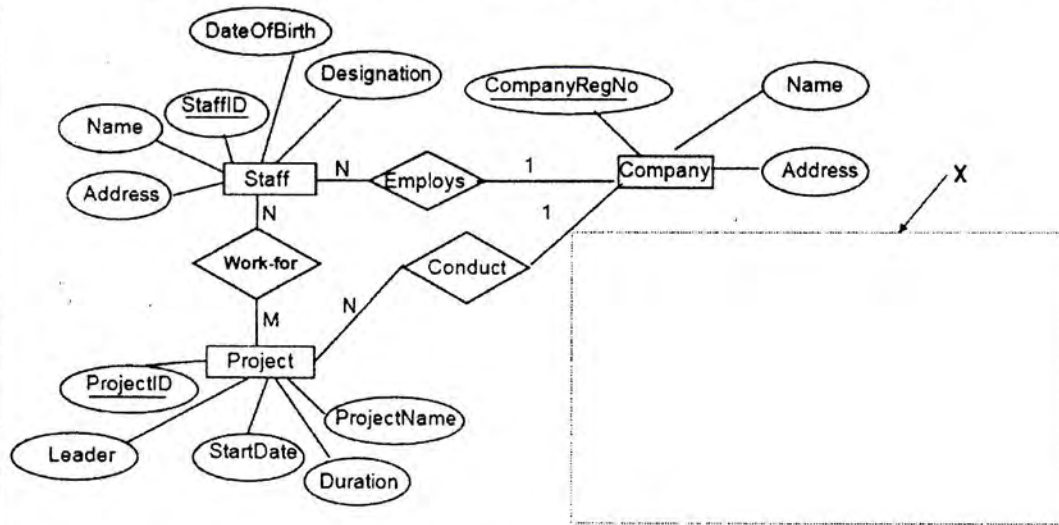 DateOfBirth
Designation
StaffID
Name
Address
Staff
N
Employs
1
CompanyRegNo
Name
Company
Address
X
N
Work-for
M
1
Conduct
N
Project
ProjectID
Leader
StartDate
Duration
ProjectName